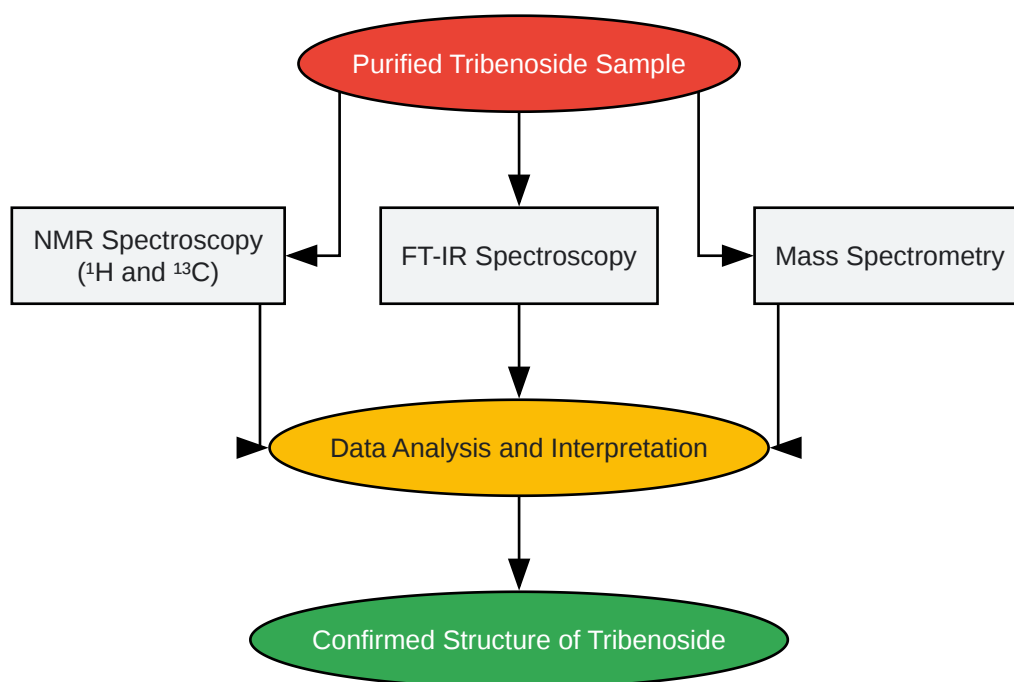 Purified Tribenoside Sample
NMR Spectroscopy
(¹H and ¹³C)
FT-IR Spectroscopy
Mass Spectrometry
Data Analysis and Interpretation
Confirmed Structure of Tribenoside